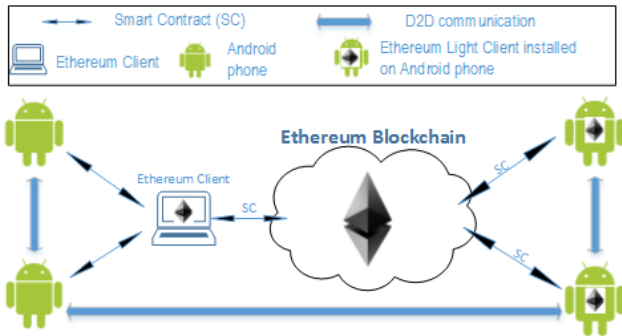 Smart Contract (SC)
D2D communication
Ethereum Client
Android
phone
Ethereum Light Client installed
on Android phone
Ethereum Blockchain
Ethereum Client
SC
SC
SC